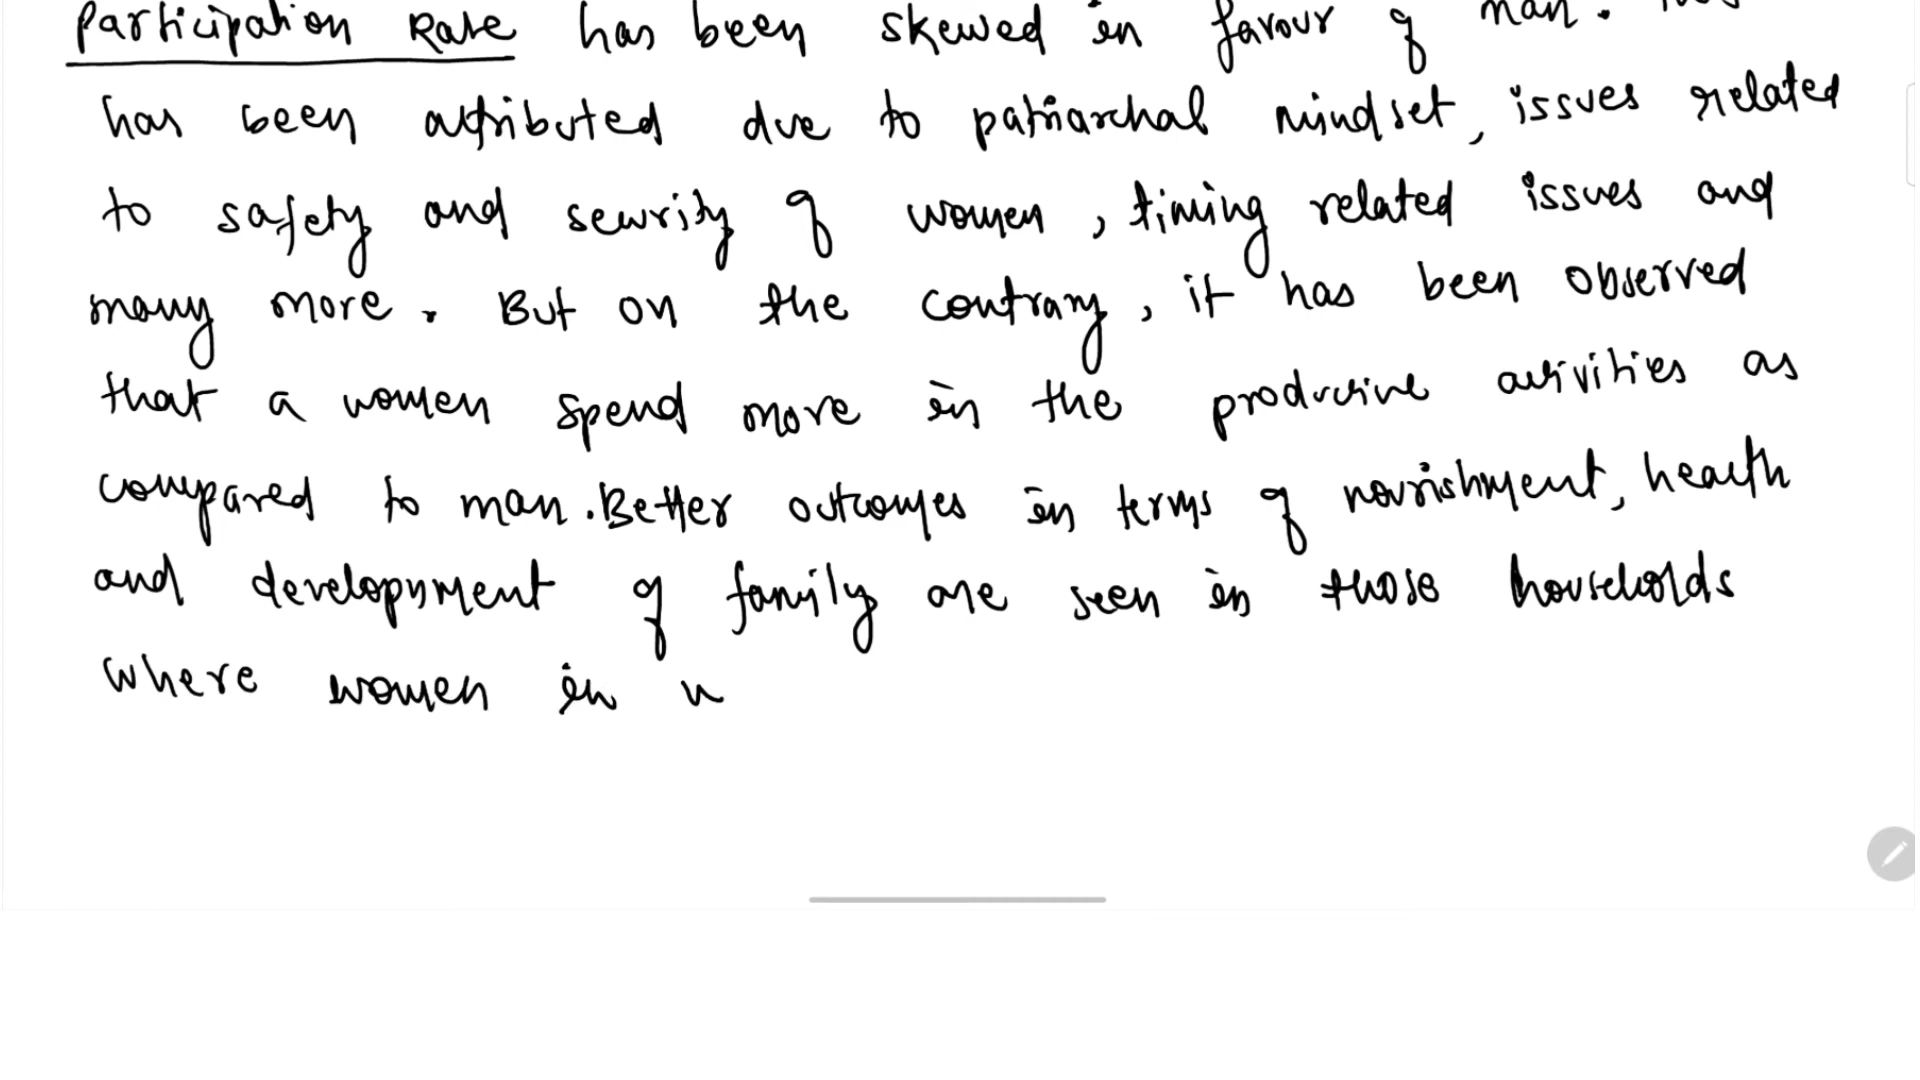 Participation Rate has been skewed in favour of man.
has been attributed due to patriarchal mindset, issues related
to safety and security of women, timing related issues and
many more. But on the contrary, it has been observed
that a women spend more in the productive activities as
compared to man. Better outcomes in terms of nourishment, health
and development of family are seen in those households
where women in